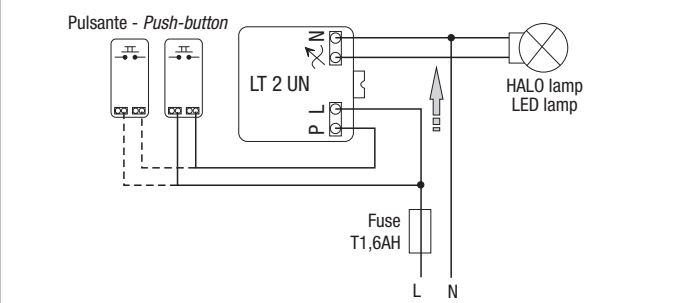 Pulsante - Push-button
N
LT 2 UN
L
P
HALO lamp
LED lamp
Fuse
T1,6AH
L N